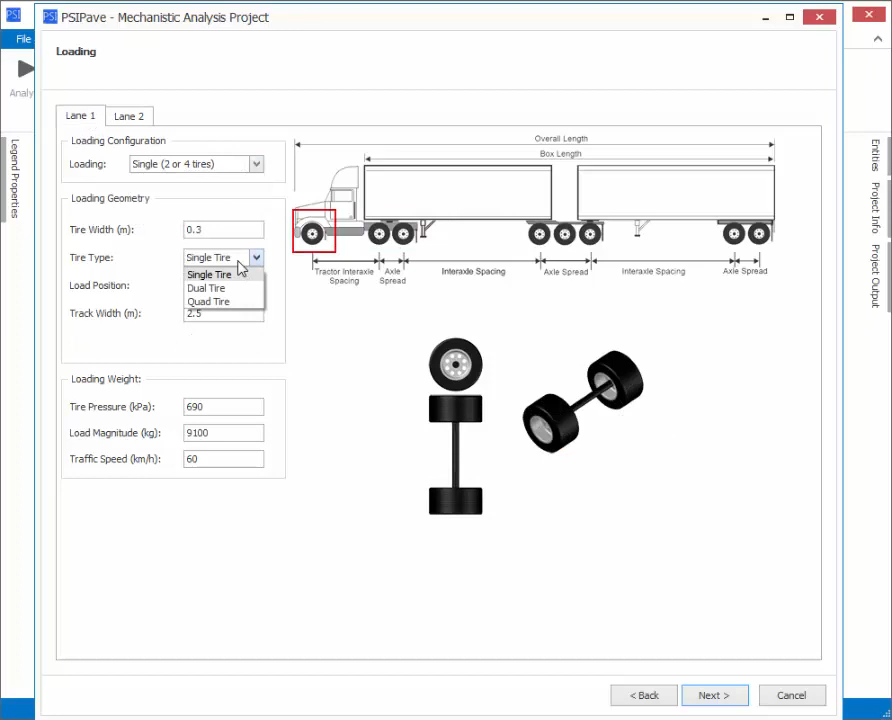 PSI
PSI PSIPave - Mechanistic Analysis Project
File
Loading
Analy
Legend Properties
Entities
Project Info
Project Output
Lane 1
Lane 2
Loading Configuration
Loading: Single (2 or 4 tires)
Loading Geometry
Tire Width (m): 0.3
Tire Type: Single Tire
Single Tire
Dual Tire
Quad Tire
Load Position:
Track Width (m): 2.5
Loading Weight:
Tire Pressure (kPa): 690
Load Magnitude (kg): 9100
Traffic Speed (km/h): 60
Overall Length
Box Length
Tractor Interaxle Spacing
Axle Spread
Interaxle Spacing
Axle Spread
Interaxle Spacing
Axle Spread
< Back
Next >
Cancel